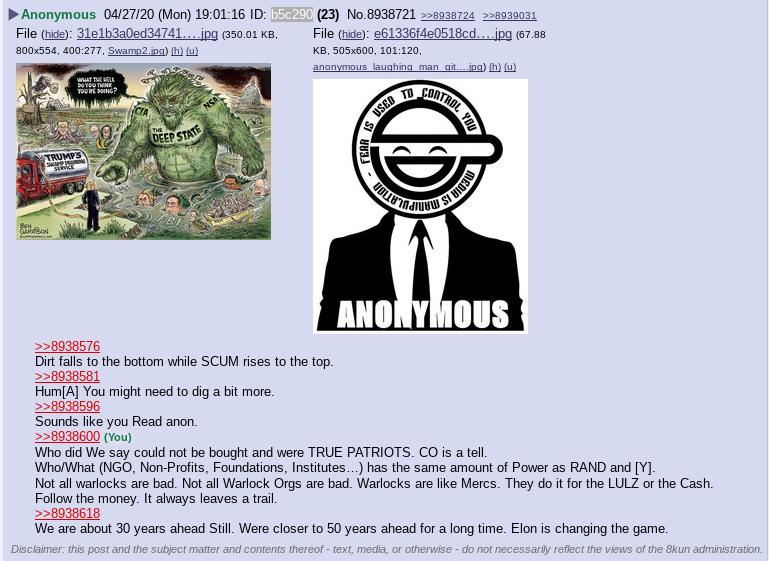 ▶Anonymous 04/27/20 (Mon) 19:01:16 ID: b5c290 (23) No.8938721 >>8938724 >>8939031
File (hide): 31e1b3a0ed34741….jpg (350.01 KB, 800x554, 400:277, Swamp2.jpg) (h) (u)
File (hide): e61336f4e0518cd….jpg (67.88 KB, 505x600, 101:120, anonymous_laughing_man_git….jpg) (h) (u)
WHAT THE HELL
DO YOU THINK
YOU'RE DOING?
CIA
NSA
THE
DEEP STATE
TRUMP'S
SWAMP DRAINING
SERVICE
BEN
GARRISON
FEAR IS USED TO CONTROL YOU
MEDIA IS MANIPULATION -
ANONYMOUS
>>8938576
Dirt falls to the bottom while SCUM rises to the top.
>>8938581
Hum[A] You might need to dig a bit more.
>>8938596
Sounds like you Read anon.
>>8938600 (You)
Who did We say could not be bought and were TRUE PATRIOTS. CO is a tell.
Who/What (NGO, Non-Profits, Foundations, Institutes…) has the same amount of Power as RAND and [Y].
Not all warlocks are bad. Not all Warlock Orgs are bad. Warlocks are like Mercs. They do it for the LULZ or the Cash.
Follow the money. It always leaves a trail.
>>8938618
We are about 30 years ahead Still. Were closer to 50 years ahead for a long time. Elon is changing the game.
Disclaimer: this post and the subject matter and contents thereof - text, media, or otherwise - do not necessarily reflect the views of the 8kun administration.